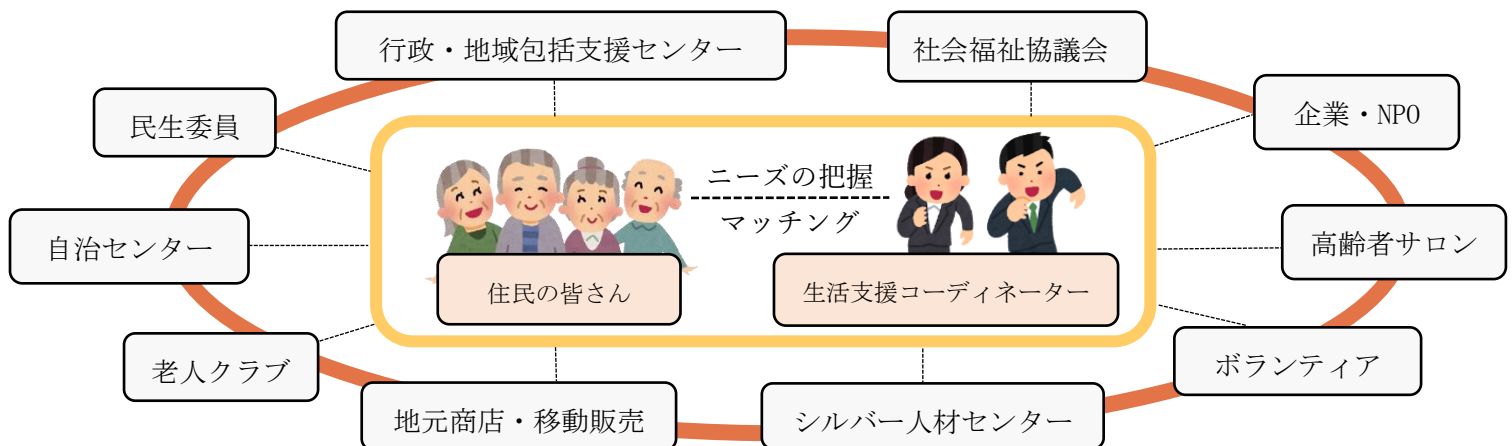 行政・地域包括支援センター
社会福祉協議会
民生委員
企業・NPO
ニーズの把握
マッチング
自治センター
高齢者サロン
住民の皆さん
生活支援コーディネーター
老人クラブ
ボランティア
地元商店・移動販売
シルバー人材センター